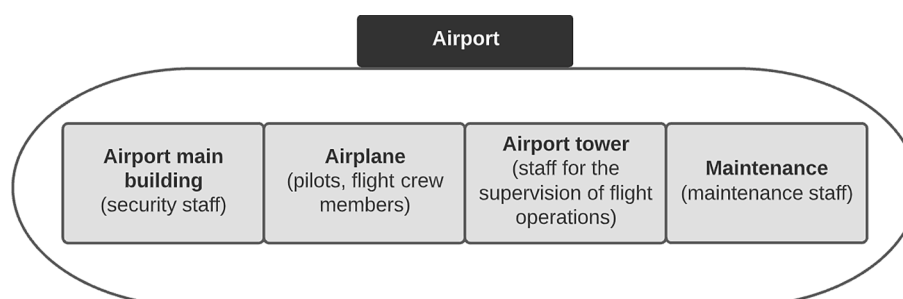 Airport
Airport main
building
(security staff)
Airplane
(pilots, flight crew
members)
Airport tower
(staff for the
supervision of flight
operations)
Maintenance
(maintenance staff)